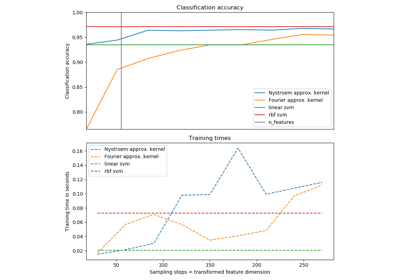 Classification accuracy
1.00
0.95
0.90
0.85
0.80
Classification accuracy
Nystroem approx. kernel
Fourier approx. kernel
linear svm
rbf svm
n_features
Training times
0.16
0.14
0.12
0.10
0.08
0.06
0.04
0.02
Training time in seconds
Nystroem approx. kernel
Fourier approx. kernel
linear svm
rbf svm
50
100
150
200
250
Sampling steps = transformed feature dimension